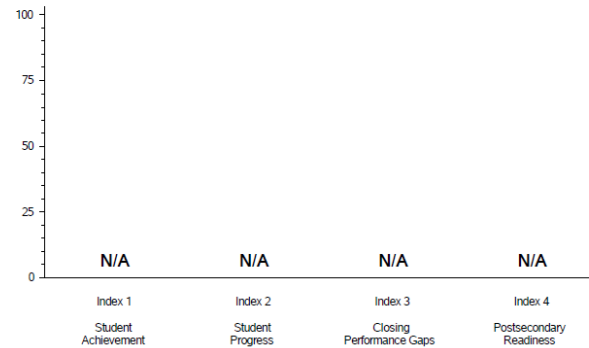 100
75
50
25
0
N/A N/A N/A N/A
Index 1 Index 2 Index 3 Index 4
Student Student Closing Postsecondary
Achievement Progress Performance Gaps Readiness